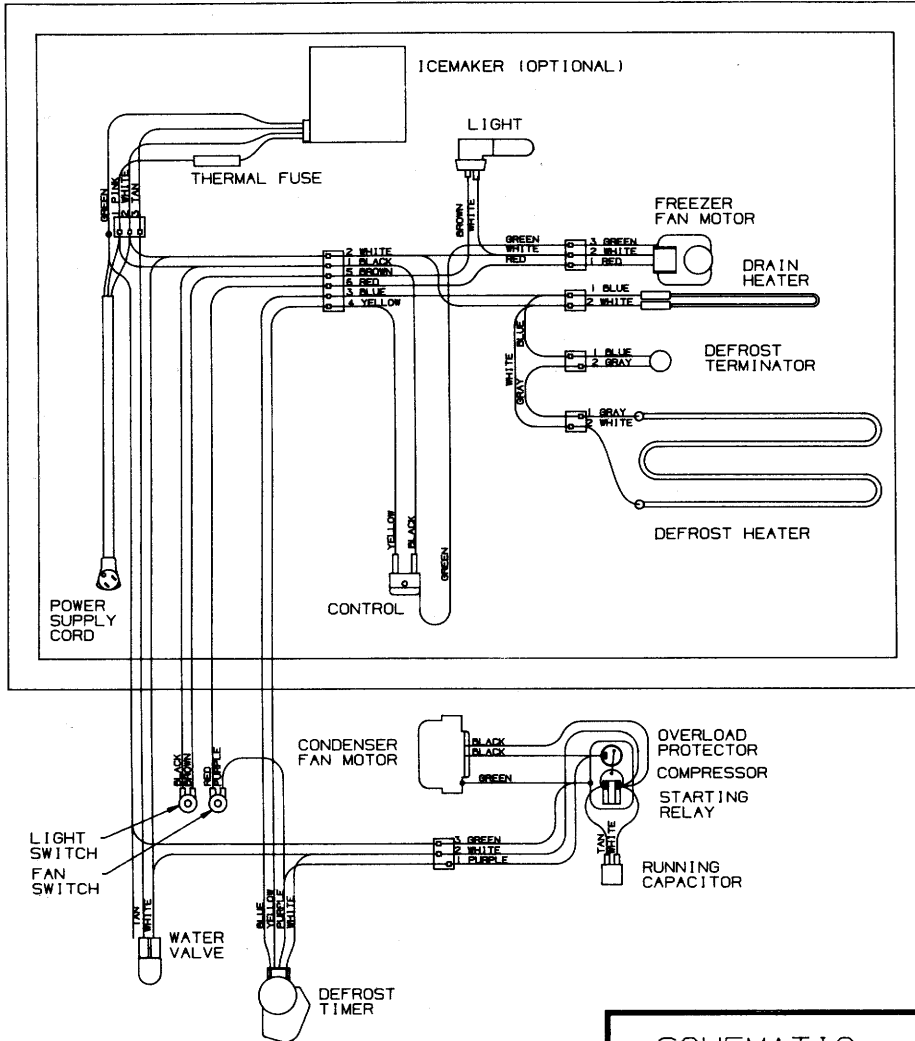 ICEMAKER (OPTIONAL)
LIGHT
THERMAL FUSE
GREEN
1 PINK
2 WHITE
3 TAN
BROWN
WHITE
FREEZER
FAN MOTOR
GREEN
WHITE
RED
3 GREEN
2 WHITE
1 RED
2 WHITE
1 BLACK
5 BROWN
6 RED
3 BLUE
4 YELLOW
DRAIN
HEATER
1 BLUE
2 WHITE
BLUE
WHITE
GRAY
1 BLUE
2 GRAY
DEFROST
TERMINATOR
1 GRAY
2 WHITE
DEFROST HEATER
YELLOW
BLACK
GREEN
CONTROL
POWER
SUPPLY
CORD
CONDENSER
FAN MOTOR
BLACK
BLACK
GREEN
OVERLOAD
PROTECTOR
COMPRESSOR
STARTING
RELAY
TAN
WHITE
RUNNING
CAPACITOR
BLACK
BROWN
RED
PURPLE
LIGHT
SWITCH
FAN
SWITCH
3 GREEN
2 WHITE
1 PURPLE
TAN
WHITE
WATER
VALVE
BLUE
YELLOW
PURPLE
WHITE
DEFROST
TIMER
SCHEMATIC